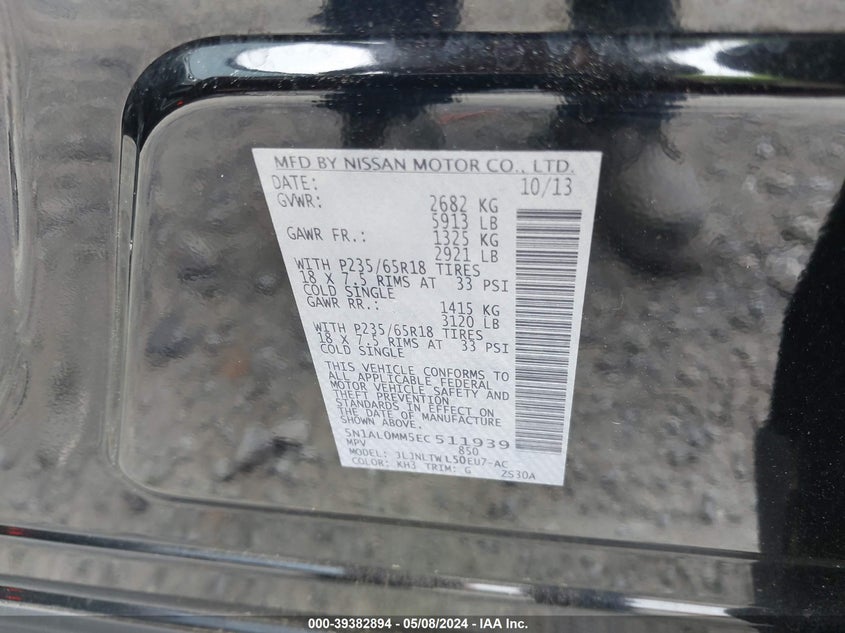 MFD BY NISSAN MOTOR CO., LTD.
DATE: 10/13
GVWR: 2682 KG
5913 LB
GAWR FR.: 1325 KG
2921 LB
WITH P235/65R18 TIRES
18 X 7.5 RIMS AT 33 PSI
COLD SINGLE
GAWR RR.: 1415 KG
3120 LB
WITH P235/65R18 TIRES
18 X 7.5 RIMS AT 33 PSI
COLD SINGLE
THIS VEHICLE CONFORMS TO
ALL APPLICABLE FEDERAL
MOTOR VEHICLE SAFETY AND
THEFT PREVENTION
STANDARDS IN EFFECT ON
THE DATE OF MANUFACTURE
SHOWN ABOVE.
5N1AL0MM5EC511939
MPV 850
MODEL: JLJNLTWL50EU7-AC
COLOR: KH3 TRIM: G ZS30A
000-39382894 - 05/08/2024 - IAA Inc.